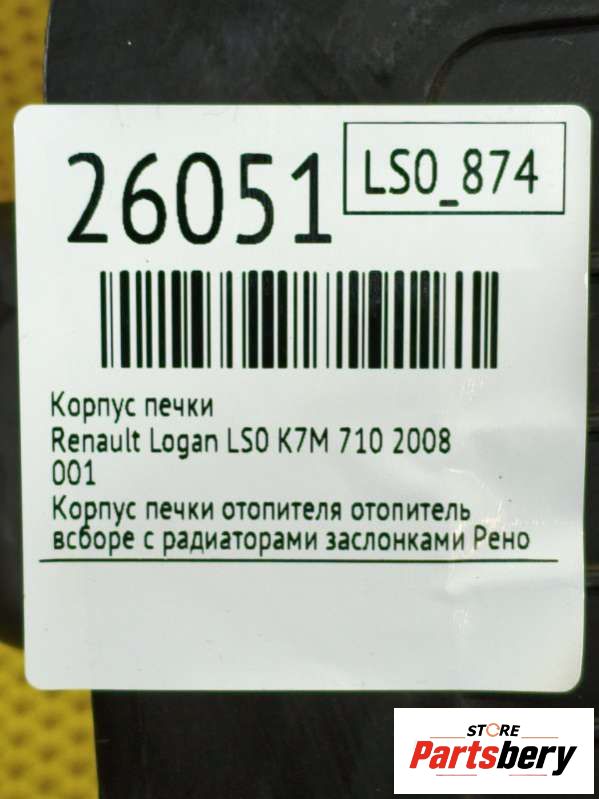 26051
LS0_874
Корпус печки
Renault Logan LS0 K7M 710 2008
001
Корпус печки отопителя отопитель
всборе с радиаторами заслонками Рено
STORE
Partsbery